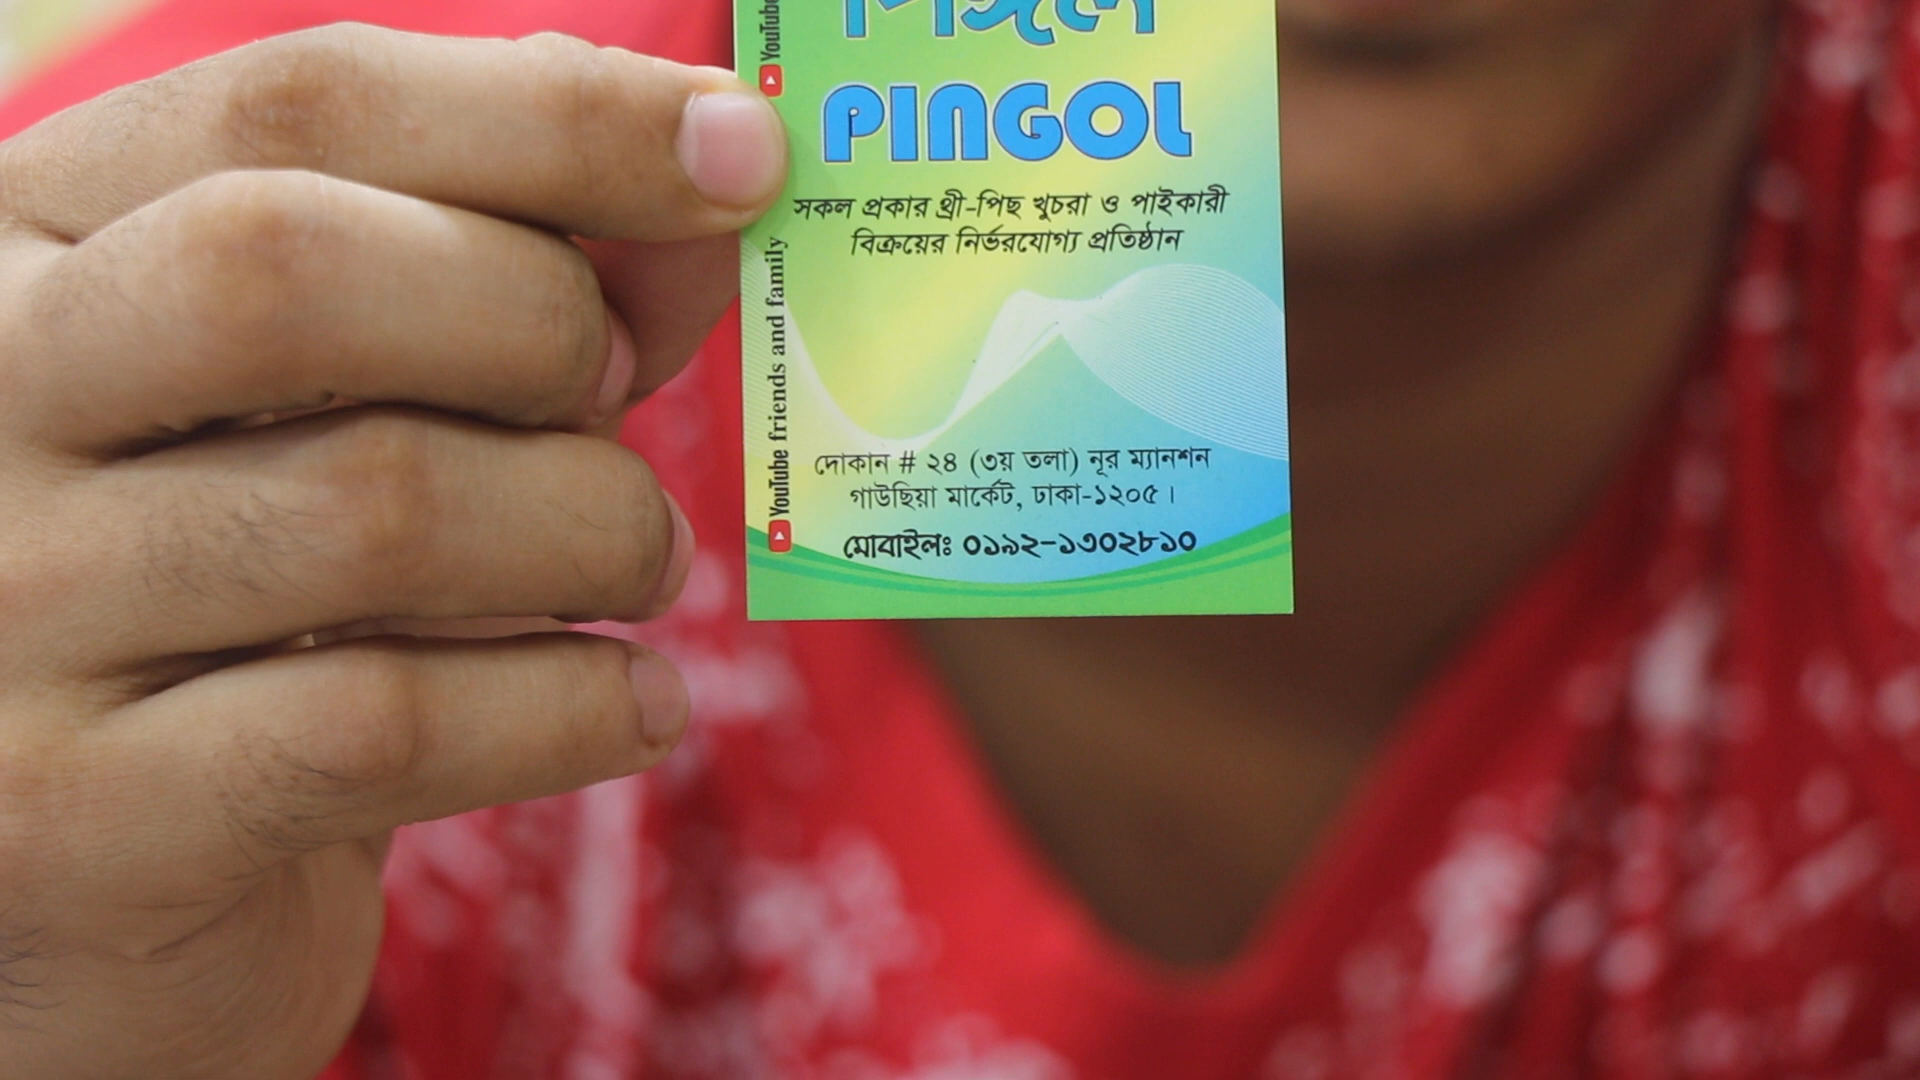 পিঙ্গল
PINGOL
সকল প্রকার থ্রী-পিছ খুচরা ও পাইকারী
বিক্রয়ের নির্ভরযোগ্য প্রতিষ্ঠান
দোকান # ২৪ (৩য় তলা) নূর ম্যানশন
গাউছিয়া মার্কেট, ঢাকা-১২০৫।
মোবাইলঃ ০১৯২-১৩০২৮১০
YouTube friends and family
YouTube